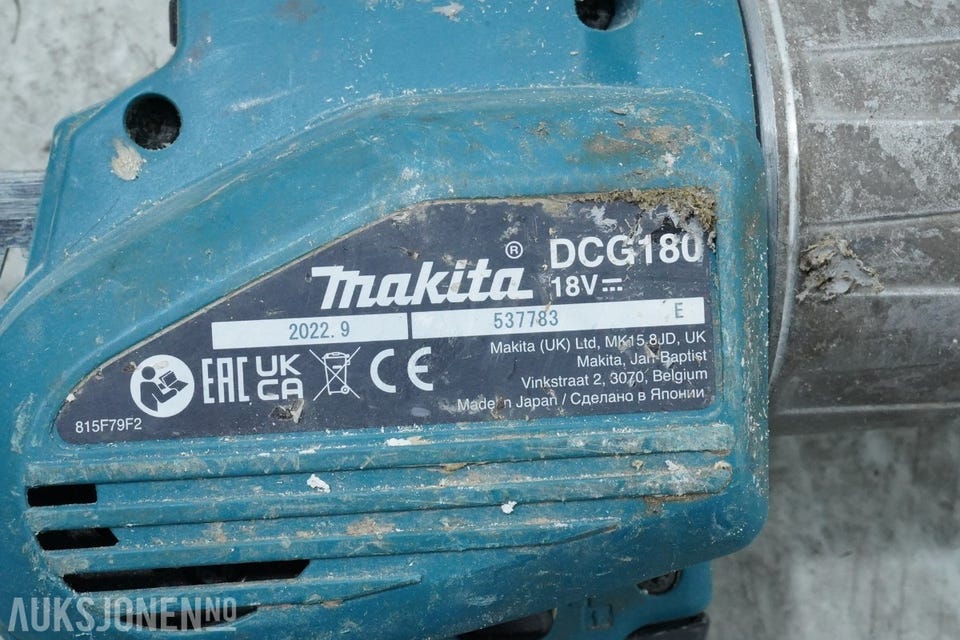 makita® DCG180
18V
2022.9 537783 E
Makita (UK) Ltd, MK15 8JD, UK
Makita, Jan-Baptist
Vinkstraat 2, 3070, Belgium
Made in Japan / Сделано в Японии
EAC UK CA CE
815F79F2
AUKSJONEN.NO